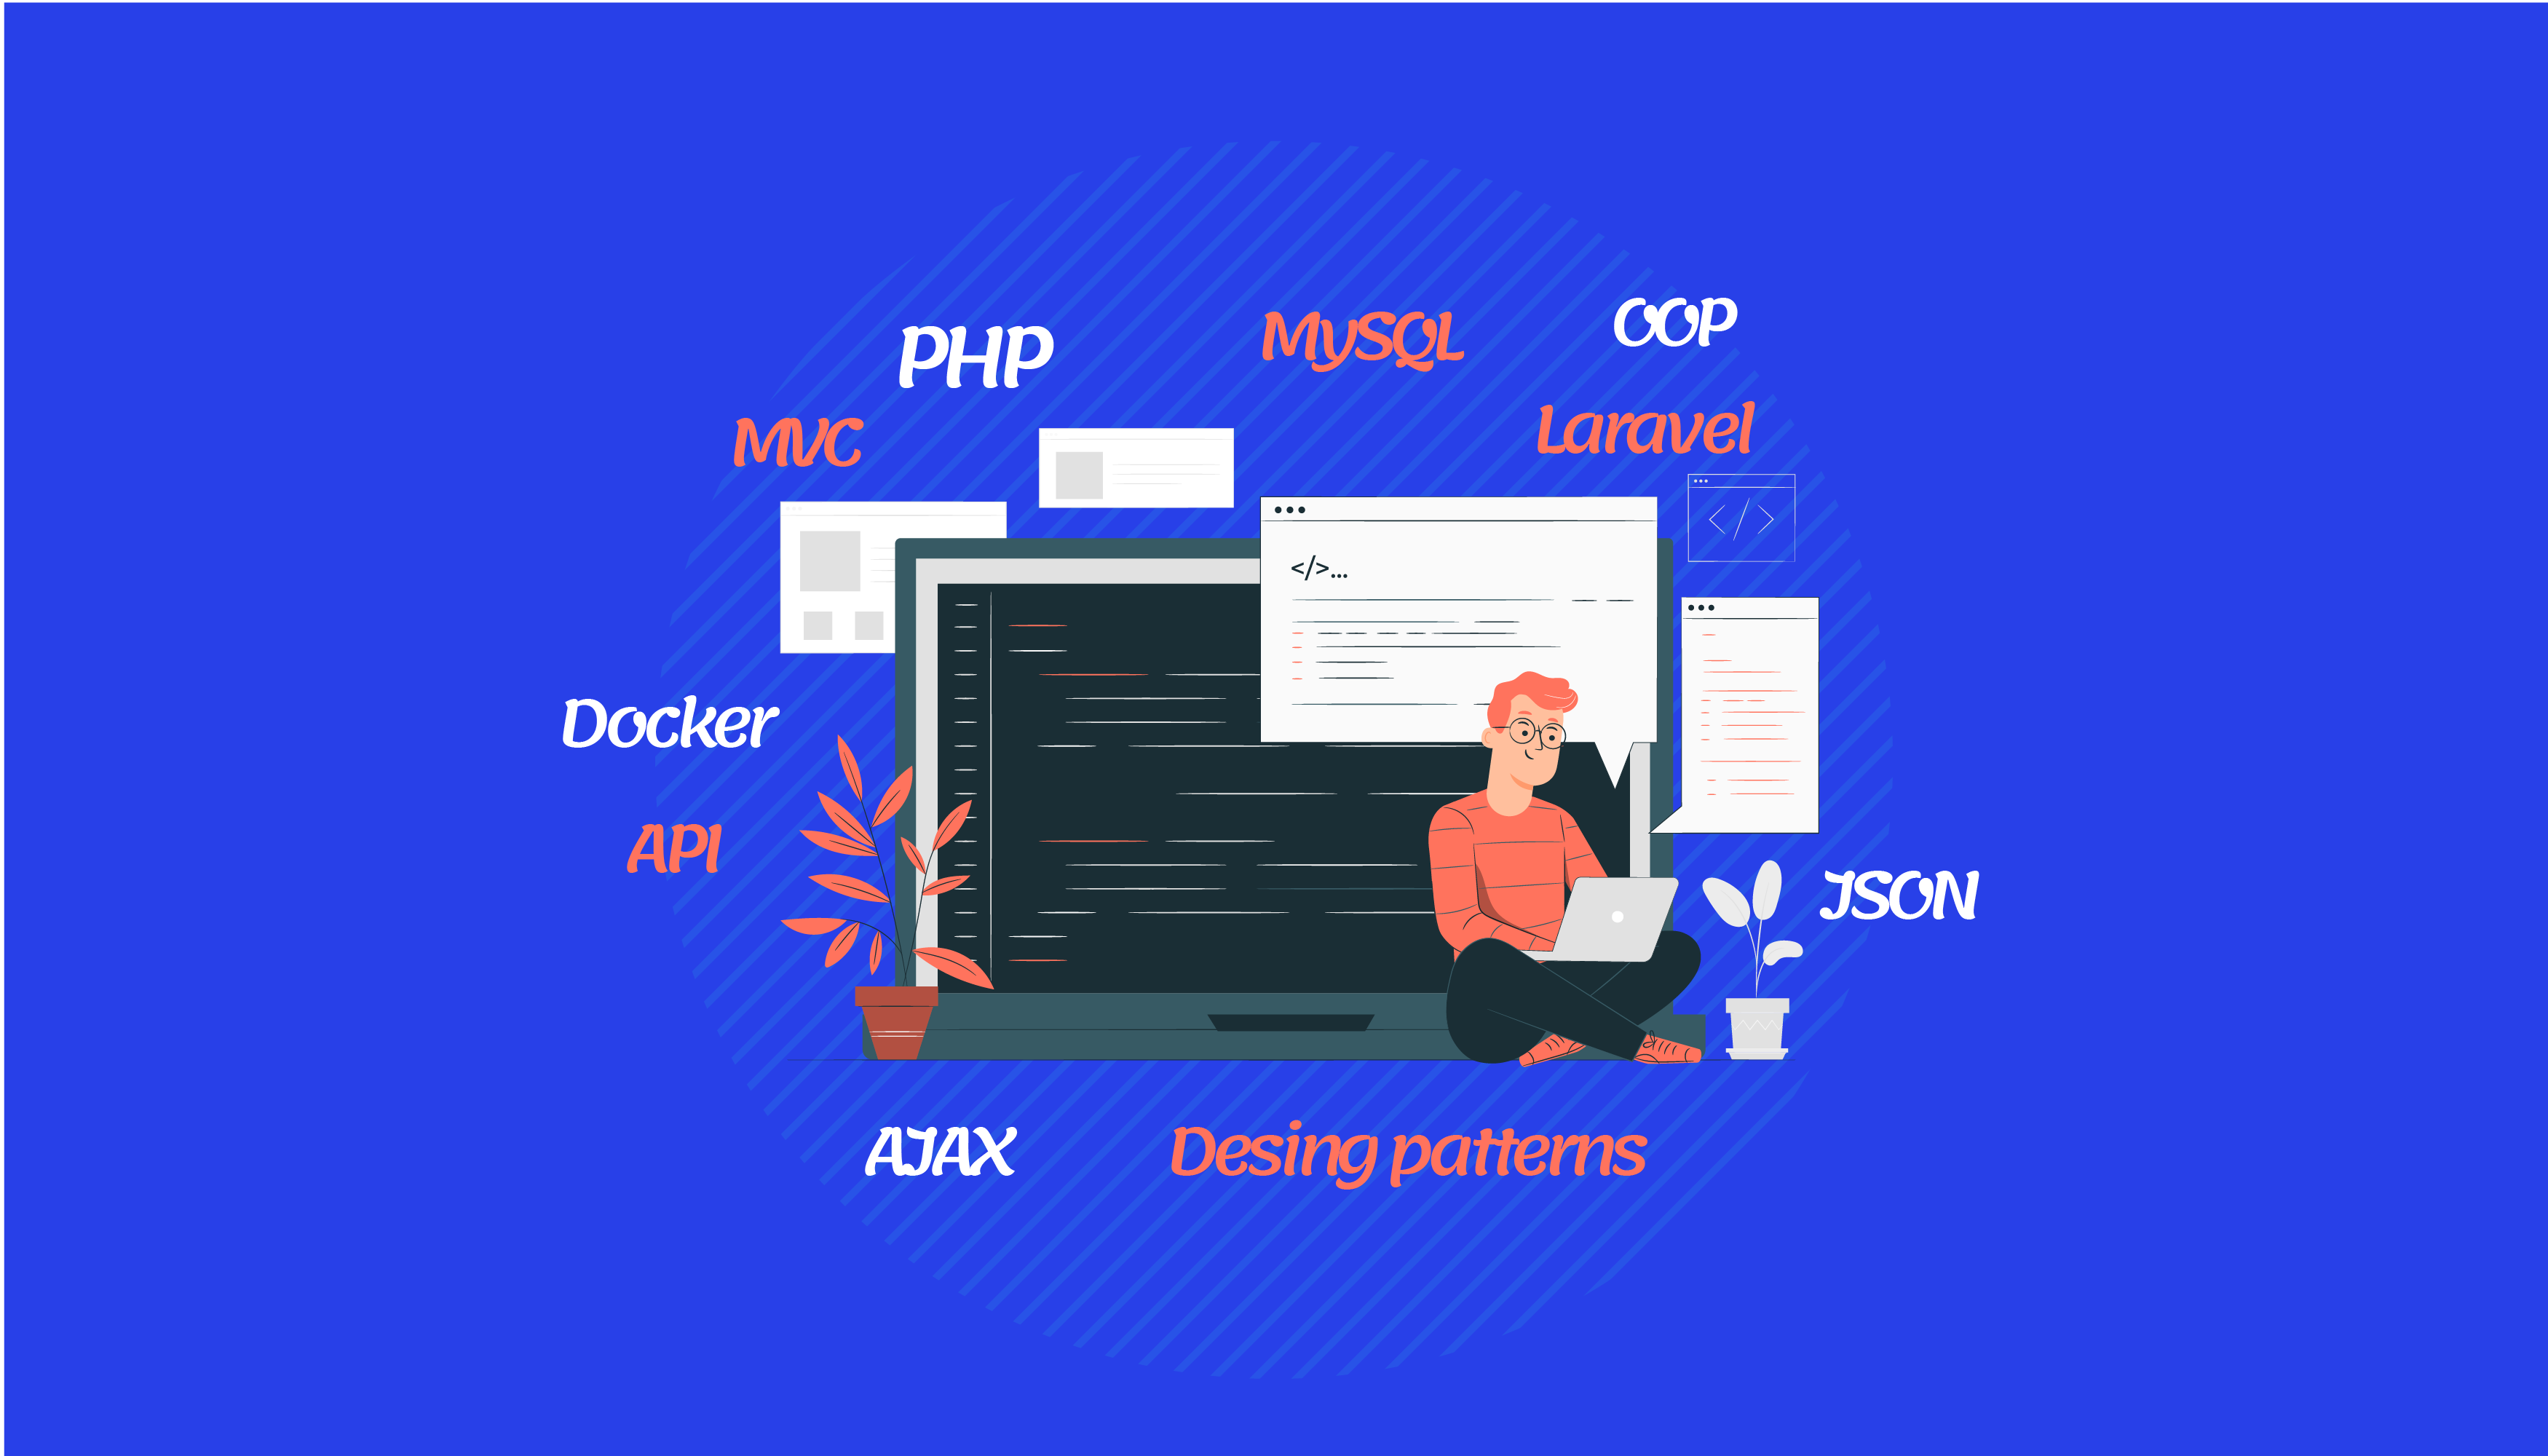 PHP
MySQL
OOP
MVC
Laravel
</>
</>...
Docker
API
JSON
AJAX
Desing patterns